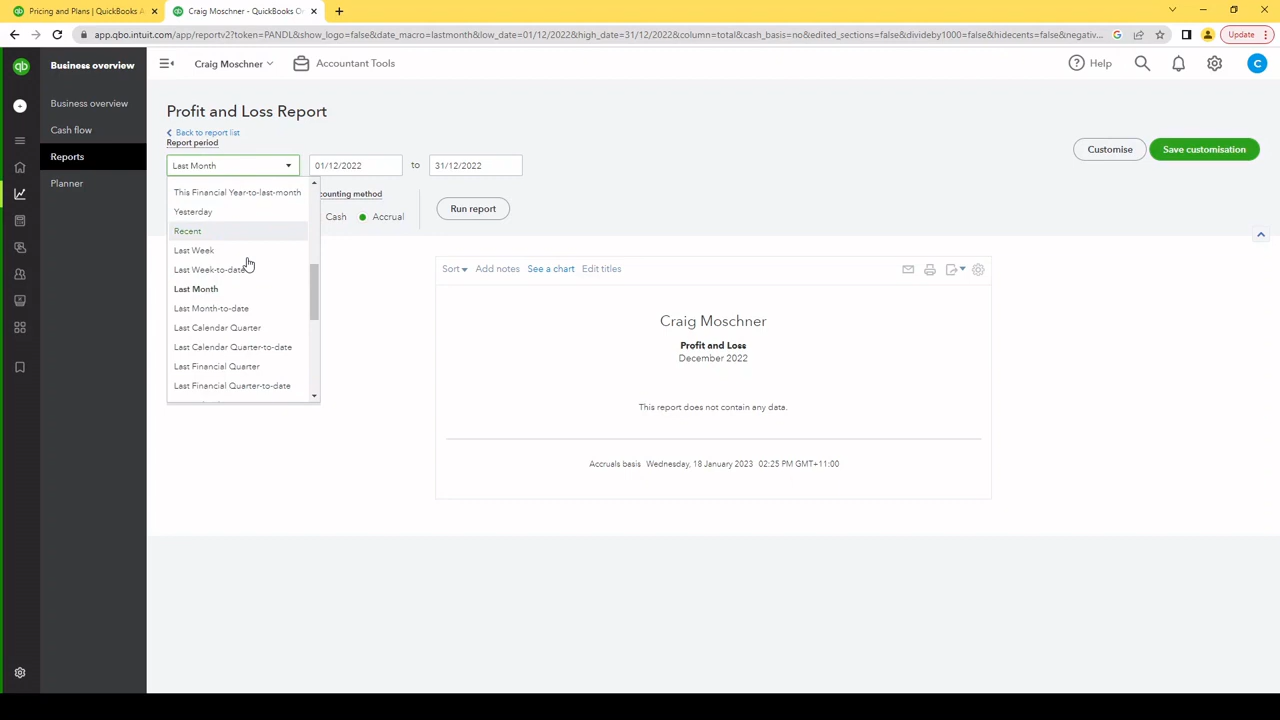 Pricing and Plans | QuickBooks A
Craig Moschner - QuickBooks O
app.qbo.intuit.com/app/reportv2?token=PANDL&show_logo=false&date_macro=lastmonth&low_date=01/12/2022&high_date=31/12/2022&column=total&cash_basis=no&edited_sections=false&divideby1000=false&hidecents=false&negativ...
Update
qb
Business overview
Craig Moschner
Accountant Tools
Help
C
Business overview
Cash flow
Reports
Planner
Profit and Loss Report
Back to report list
Report period
Last Month
01/12/2022
to
31/12/2022
Customise
Save customisation
This Financial Year-to-last-month
Yesterday
Recent
Last Week
Last Week-to-date
Last Month
Last Month-to-date
Last Calendar Quarter
Last Calendar Quarter-to-date
Last Financial Quarter
Last Financial Quarter-to-date
counting method
Cash
Accrual
Run report
Sort
Add notes
See a chart
Edit titles
Craig Moschner
Profit and Loss
December 2022
This report does not contain any data.
Accruals basis Wednesday, 18 January 2023 02:25 PM GMT+11:00